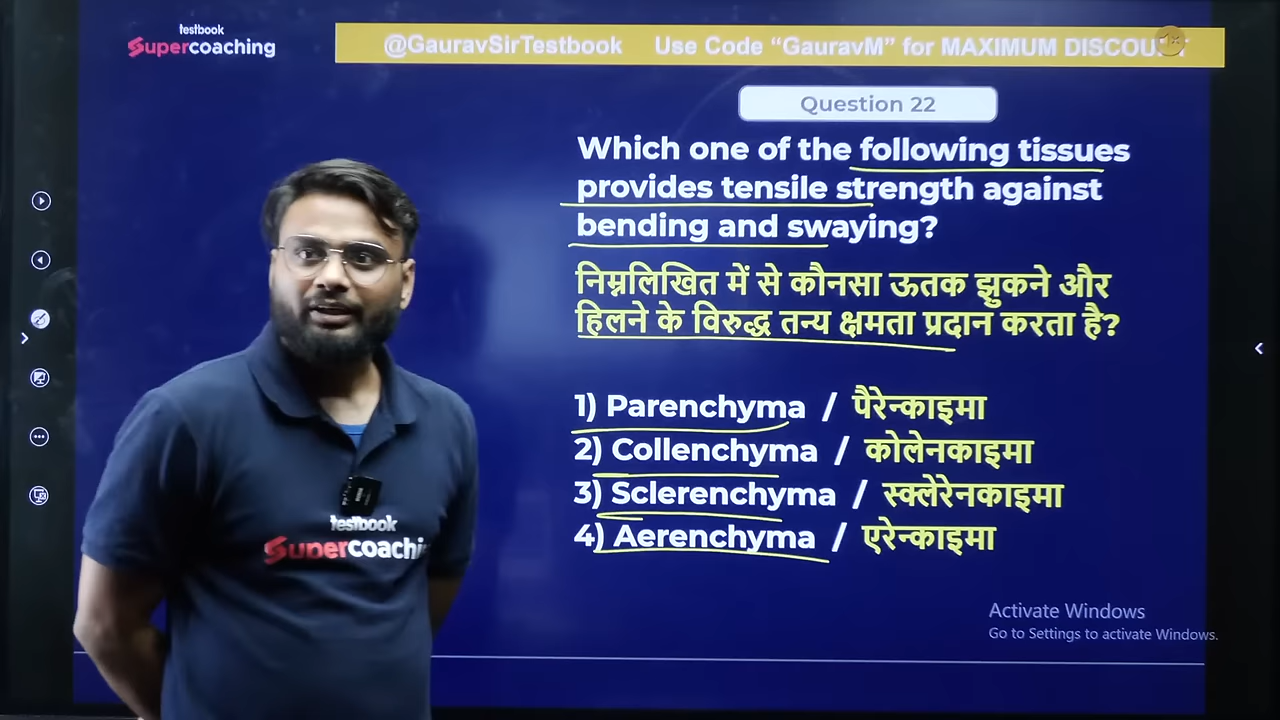 testbook
Supercoaching
@GauravSirTestbook Use Code “GauravM” for MAXIMUM DISCOUNT
Question 22
Which one of the following tissues
provides tensile strength against
bending and swaying?
निम्नलिखित में से कौनसा ऊतक झुकने और
हिलने के विरुद्ध तन्य क्षमता प्रदान करता है?
1) Parenchyma / पैरेन्काइमा
2) Collenchyma / कोलेनकाइमा
3) Sclerenchyma / स्क्लेरेनकाइमा
4) Aerenchyma / एरेन्काइमा
testbook
Supercoachi
Activate Windows
Go to Settings to activate Windows.